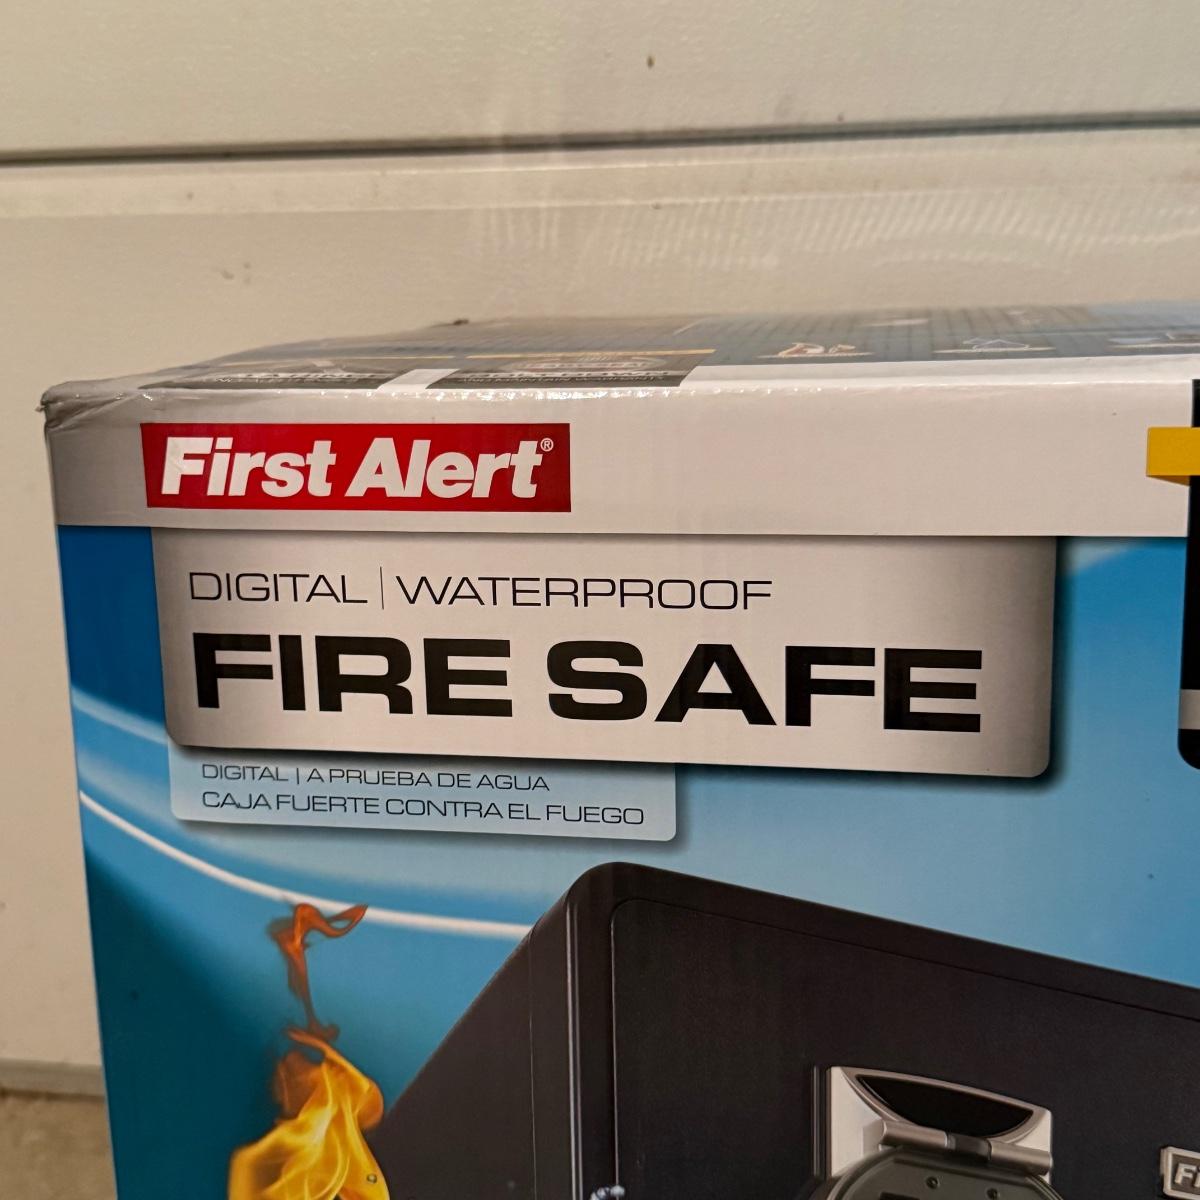 First Alert®
DIGITAL | WATERPROOF
FIRE SAFE
DIGITAL | A PRUEBA DE AGUA
CAJA FUERTE CONTRA EL FUEGO